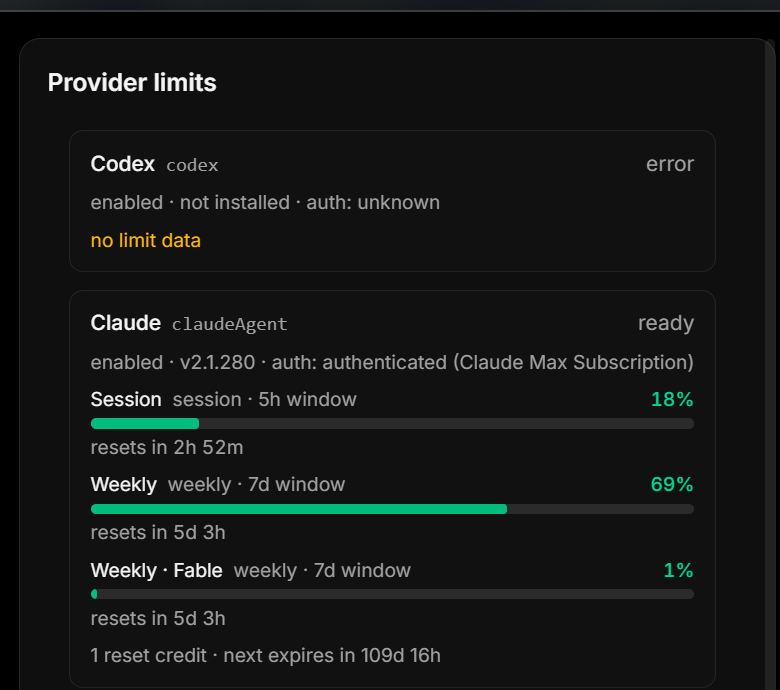 Provider limits
Codex codex error
enabled · not installed · auth: unknown
no limit data
Claude claudeAgent ready
enabled · v2.1.280 · auth: authenticated (Claude Max Subscription)
Session session · 5h window 18%
resets in 2h 52m
Weekly weekly · 7d window 69%
resets in 5d 3h
Weekly · Fable weekly · 7d window 1%
resets in 5d 3h
1 reset credit · next expires in 109d 16h